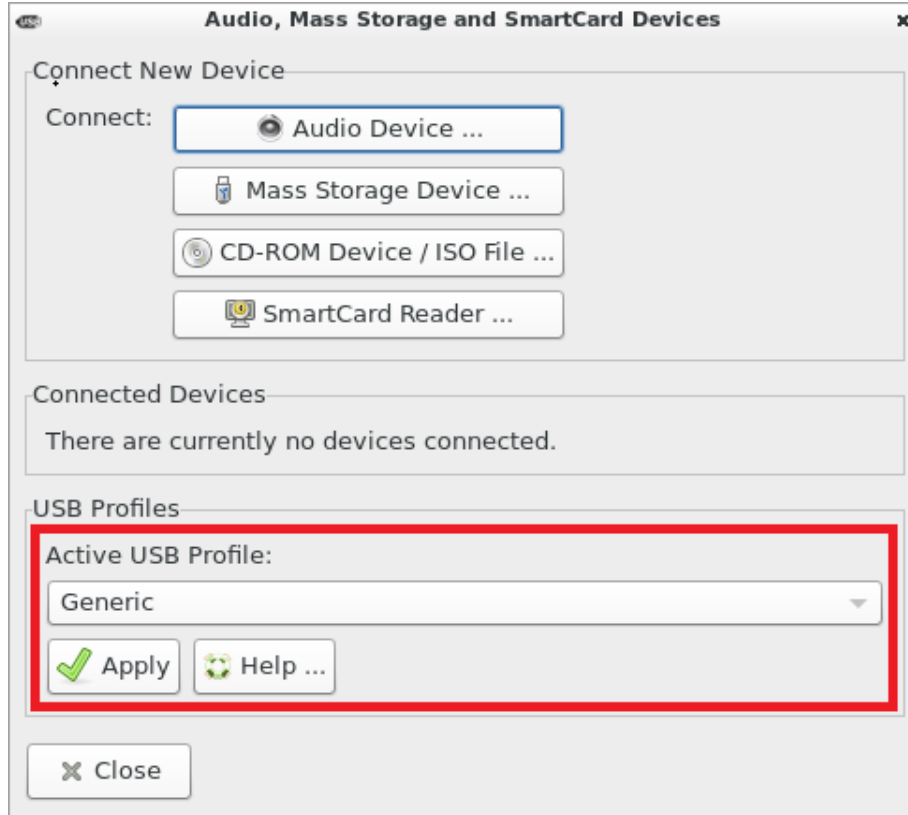 Audio, Mass Storage and SmartCard Devices
Connect New Device
Connect:
Audio Device ...
Mass Storage Device ...
CD-ROM Device / ISO File ...
SmartCard Reader ...
Connected Devices
There are currently no devices connected.
USB Profiles
Active USB Profile:
Generic
Apply
Help ...
Close